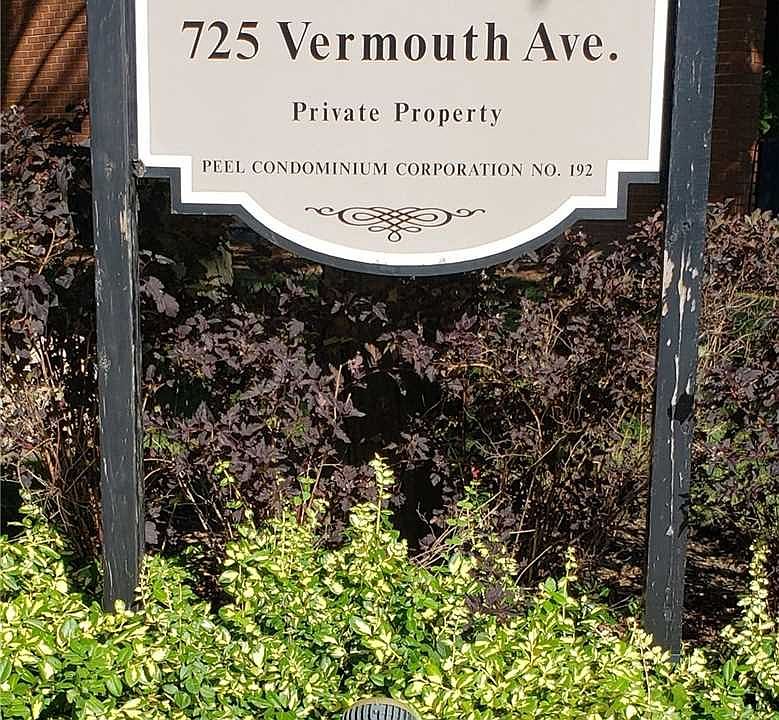 725 Vermouth Ave.
Private Property
PEEL CONDOMINIUM CORPORATION NO. 192